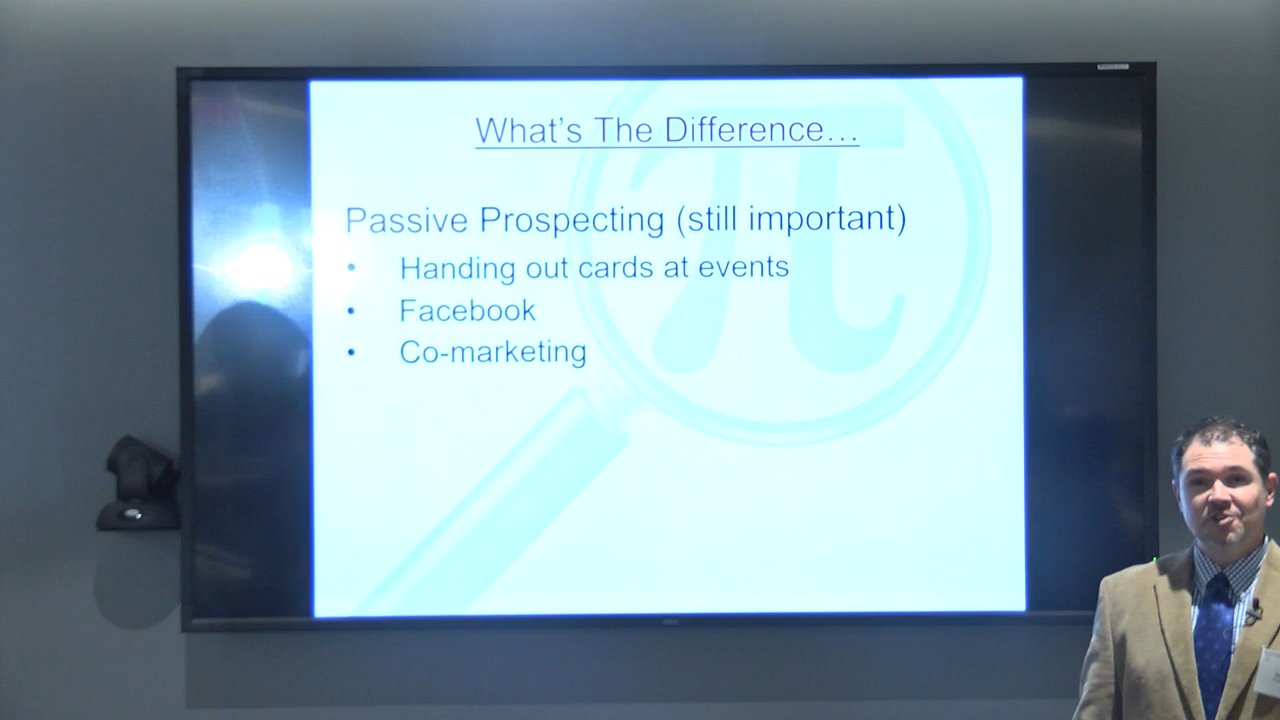 What's The Difference…
Passive Prospecting (still important)
• Handing out cards at events
• Facebook
• Co-marketing
π